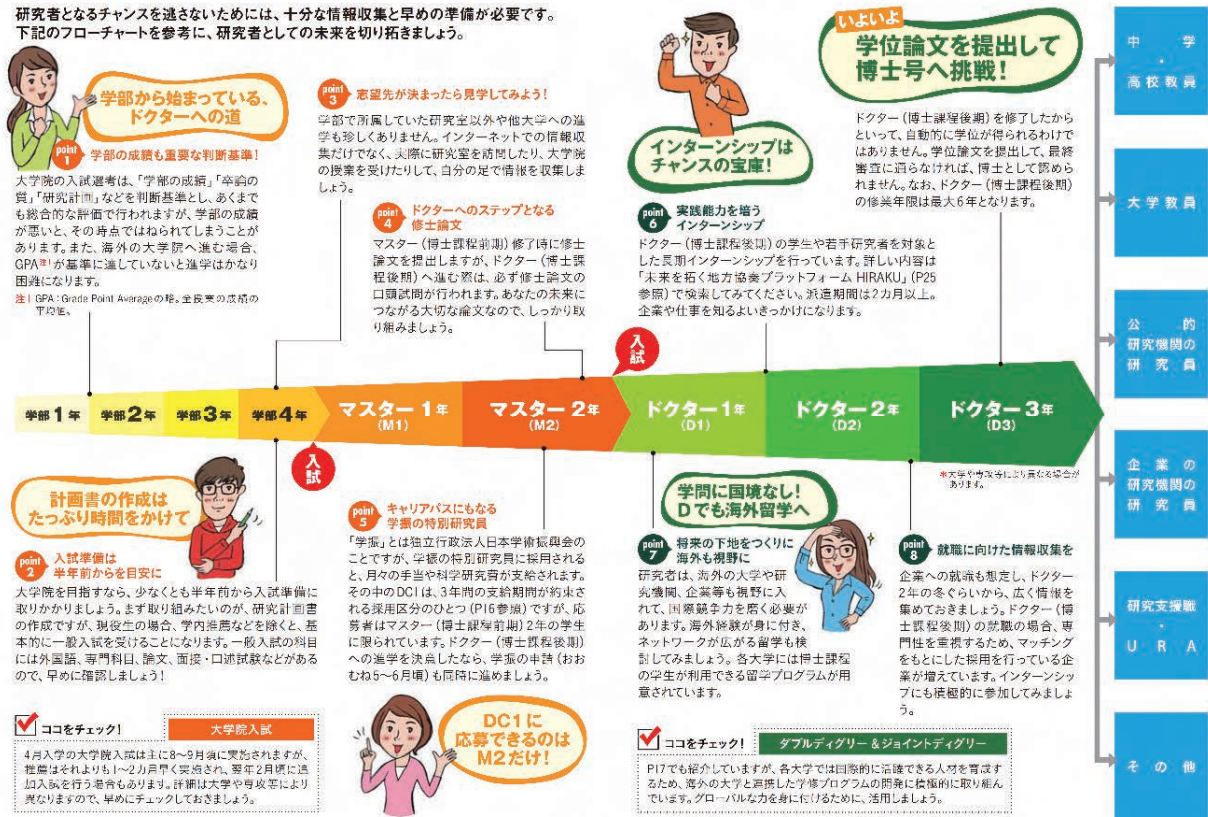 研究者となるチャンスを逃さないためには、十分な情報収集と早めの準備が必要です。
下記のフローチャートを参考に、研究者としての未来を切り拓きましょう。
学部から始まっている、
ドクターへの道
point
1
学部の成績も重要な判断基準!
大学院の入試選考は、「学部の成績」「卒論の
質」「研究計画」などを判断基準とし、あくまで
も総合的な評価で行われますが、学部の成績
が悪いと、その時点ではねられてしまうことが
あります。また、海外の大学院へ進む場合、
GPA注1が基準に達していないと進学はかなり
困難になります。
注1 GPA:Grade Point Averageの略。全授業の成績の
平均値。
point
3
志望先が決まったら見学してみよう!
学部で所属していた研究室以外や他大学への進
学も珍しくありません。インターネットでの情報収
集だけでなく、実際に研究室を訪問したり、大学院
の授業を受けたりして、自分の足で情報を収集しま
しょう。
point
4
ドクターへのステップとなる
修士論文
マスター(博士課程前期)修了時に修士
論文を提出しますが、ドクター(博士課
程後期)へ進む際は、必ず修士論文の
口頭試問が行われます。あなたの未来に
つながる大切な論文なので、しっかり取
り組みましょう。
インターンシップは
チャンスの宝庫!
point
6
実践能力を培う
インターンシップ
ドクター(博士課程後期)の学生や若手研究者を対象と
した長期インターンシップを行っています。詳しい内容は
「未来を拓く地方協奏プラットフォーム HIRAKU」(P25
参照)で検索してみてください。派遣期間は2カ月以上。
企業や仕事を知るよいきっかけになります。
いよいよ
学位論文を提出して
博士号へ挑戦!
ドクター(博士課程後期)を修了したから
といって、自動的に学位が得られるわけで
はありません。学位論文を提出して、最終
審査に通らなければ、博士として認めら
れません。なお、ドクター(博士課程後期)
の修業年限は最大6年となります。
学部1年
学部2年
学部3年
学部4年
入試
マスター1年
(M1)
マスター2年
(M2)
入試
ドクター1年
(D1)
ドクター2年
(D2)
ドクター3年
(D3)
*大学や専攻等により異なる場合が
あります。
計画書の作成は
たっぷり時間をかけて
point
2
入試準備は
半年前からを目安に
大学院を目指すなら、少なくとも半年前から入試準備
に取りかかりましょう。まず取り組みたいのが、研究計画書
の作成ですが、現役生の場合、学内推薦などを除くと、基
本的に一般入試を受けることになります。一般入試の科目
には外国語、専門科目、論文、面接・口述試験などがある
ので、早めに確認しましょう!
ココをチェック!
大学院入試
4月入学の大学院入試は主に8〜9月頃に実施されますが、
推薦はそれよりも1〜2カ月早く実施され、翌年2月頃に追
加入試を行う場合もあります。詳細は大学や専攻等により
異なりますので、早めにチェックしておきましょう。
point
5
キャリアパスにもなる
学振の特別研究員
「学振」とは独立行政法人日本学術振興会の
ことですが、学振の特別研究員に採用される
と、月々の手当や科学研究費が支給されます。
その中のDC1は、3年間の支給期間が約束さ
れる採用区分のひとつ(P16参照)ですが、応
募者はマスター(博士課程前期)2年の学生
に限られています。ドクター(博士課程後期)
への進学を決意したなら、学振の申請(おお
むね5〜6月頃)も同時に進めましょう。
DC1に
応募できるのは
M2だけ!
学問に国境なし!
Dでも海外留学へ
point
7
将来の下地をつくりに
海外も視野に
研究者は、海外の大学や研
究機関、企業等も視野に入
れて、国際競争力を磨く必要が
あります。海外経験が身に付き、
ネットワークが広がる留学も検
討してみましょう。各大学には博士課程
の学生が利用できる留学プログラムが用
意されています。
point
8
就職に向けた情報収集を
企業への就職も想定し、ドクター
2年の冬ぐらいから、広く情報を
集めておきましょう。ドクター(博
士課程後期)の就職の場合、専
門性を重視するため、マッチング
をもとにした採用を行っている企
業が増えています。インターンシッ
プにも積極的に参加してみましょ
う。
ココをチェック!
ダブルディグリー&ジョイントディグリー
P17でも紹介していますが、各大学では国際的に活躍できる人材を育成す
るため、海外の大学と連携した学修プログラムの開発に積極的に取り組ん
でいます。グローバルな力を身に付けるために、活用しましょう。
中学
・
高校教員
大学教員
公的
研究機関の
研究員
企業の
研究機関の
研究員
研究支援職
・
URA
その他